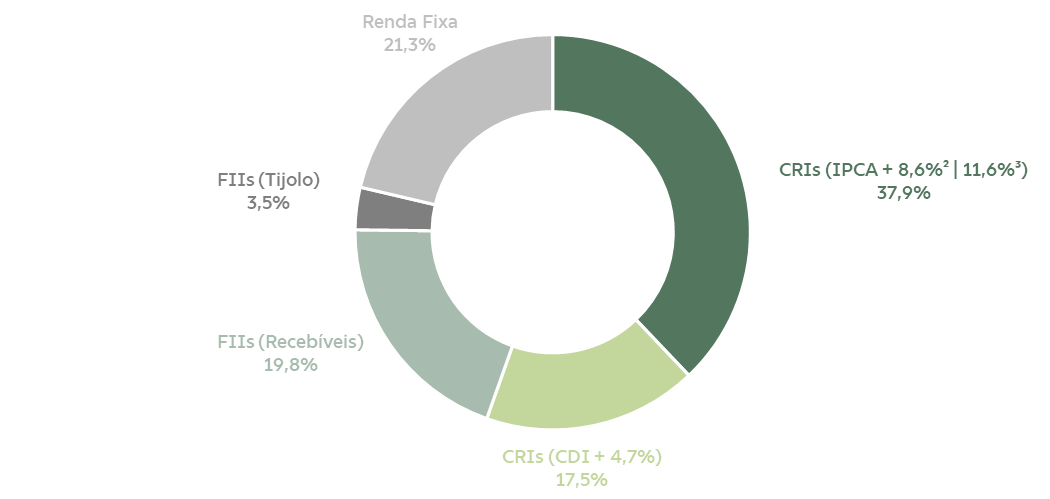 Renda Fixa
21,3%
CRIs (IPCA + 8,6%² | 11,6%³)
37,9%
FIIs (Tijolo)
3,5%
FIIs (Recebíveis)
19,8%
CRIs (CDI + 4,7%)
17,5%